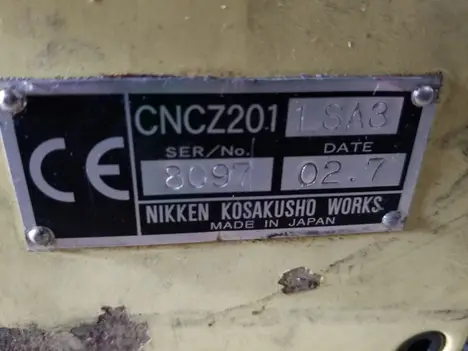 CE
CNCZ201 LSA3
SER/No. DATE
8097 02.7
NIKKEN KOSAKUSHO WORKS
MADE IN JAPAN